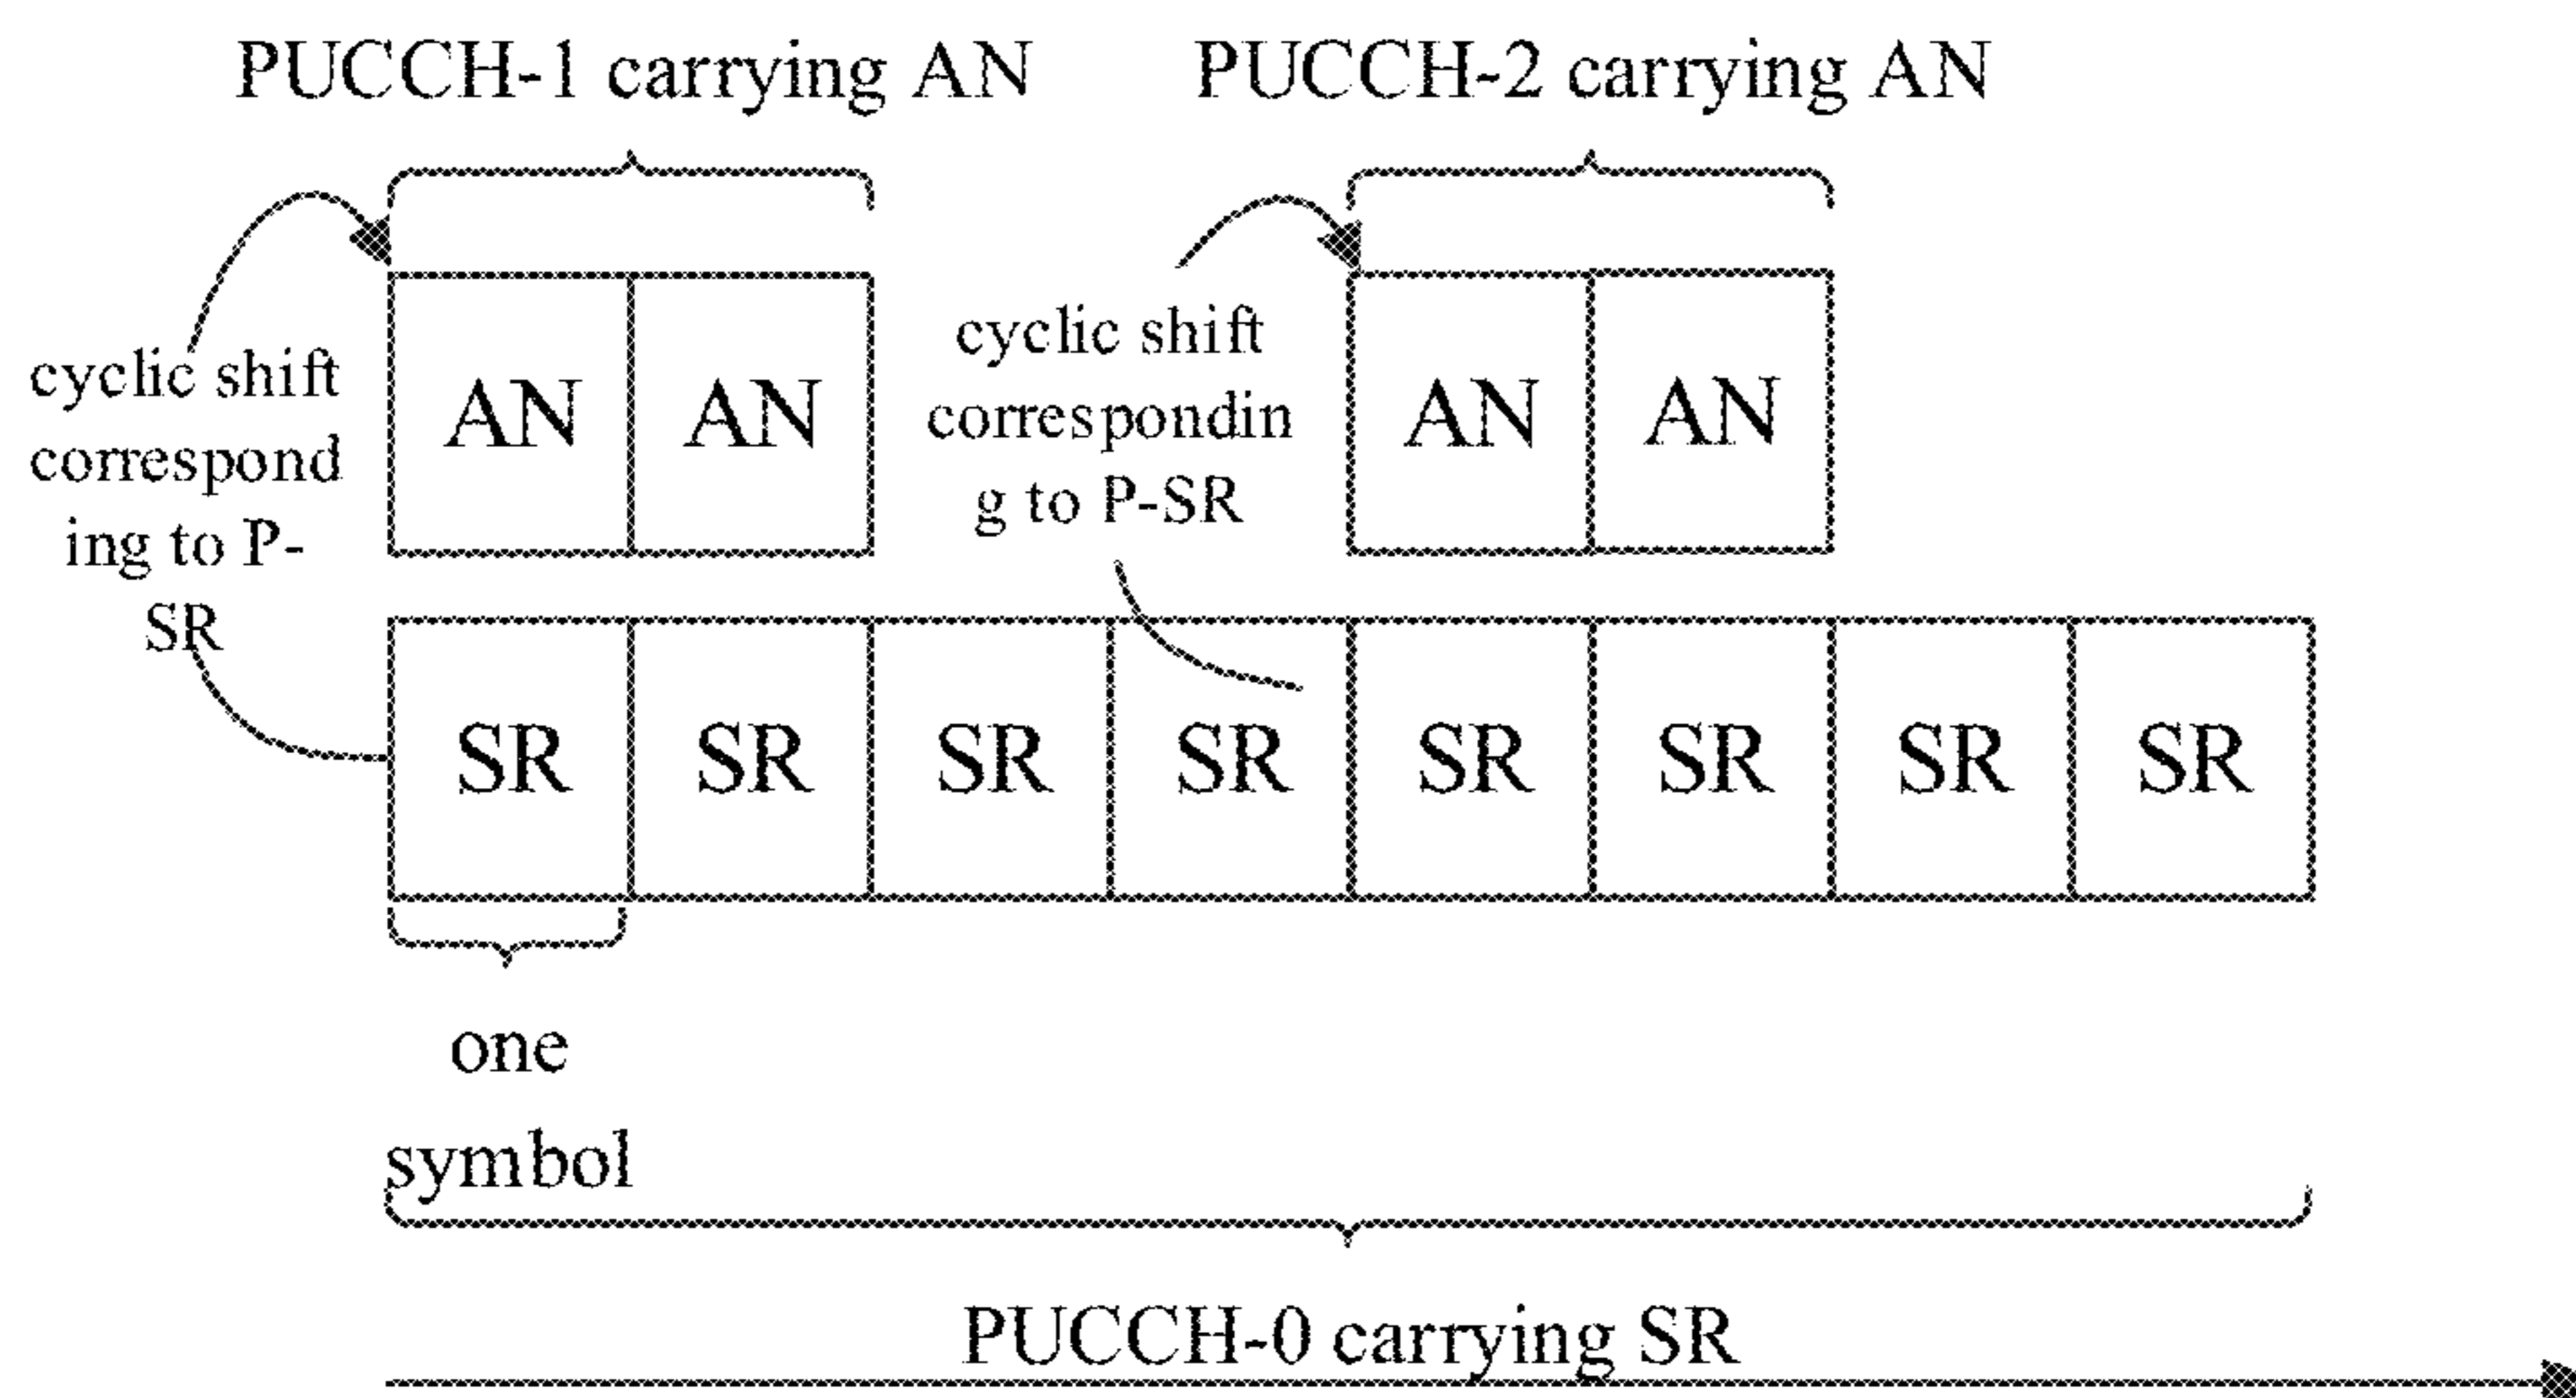 PUCCH-1 carrying AN
PUCCH-2 carrying AN
cyclic shift
correspond
ing to P-
SR
AN AN
cyclic shift
correspondin
g to P-SR
AN AN
SR SR SR SR SR SR SR SR
one
symbol
PUCCH-0 carrying SR